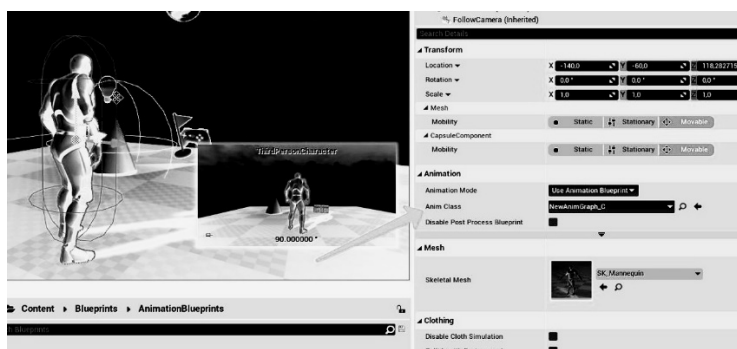 ThirdPersonCharacter
90.000000 °
Content ▸ Blueprints ▸ AnimationBlueprints
FollowCamera (Inherited)
Search Details
Transform
Location X -140,0 Y -60,0 118,282715
Rotation X 0,0 ° Y 0,0 ° 0,0 °
Scale X 1,0 Y 1,0 1,0
Mesh
Mobility Static Stationary Movable
CapsuleComponent
Mobility Static Stationary Movable
Animation
Animation Mode Use Animation Blueprint
Anim Class NewAnimGraph_C
Disable Post Process Blueprint
Mesh
Skeletal Mesh SK_Mannequin
Clothing
Disable Cloth Simulation